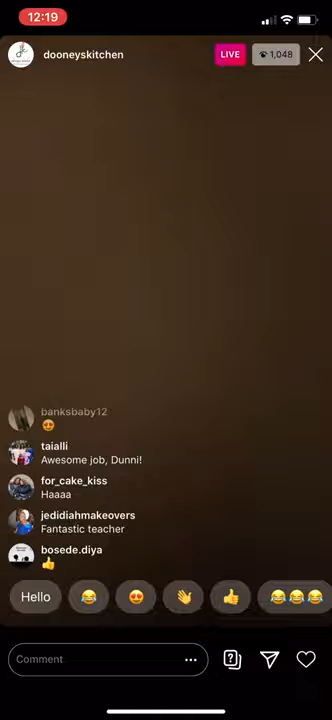 12:19
dooneyskitchen
LIVE
1,048
banksbaby12
taialli
Awesome job, Dunni!
for_cake_kiss
Haaaa
jedidiahmakeovers
Fantastic teacher
bosede.diya
Hello
Comment